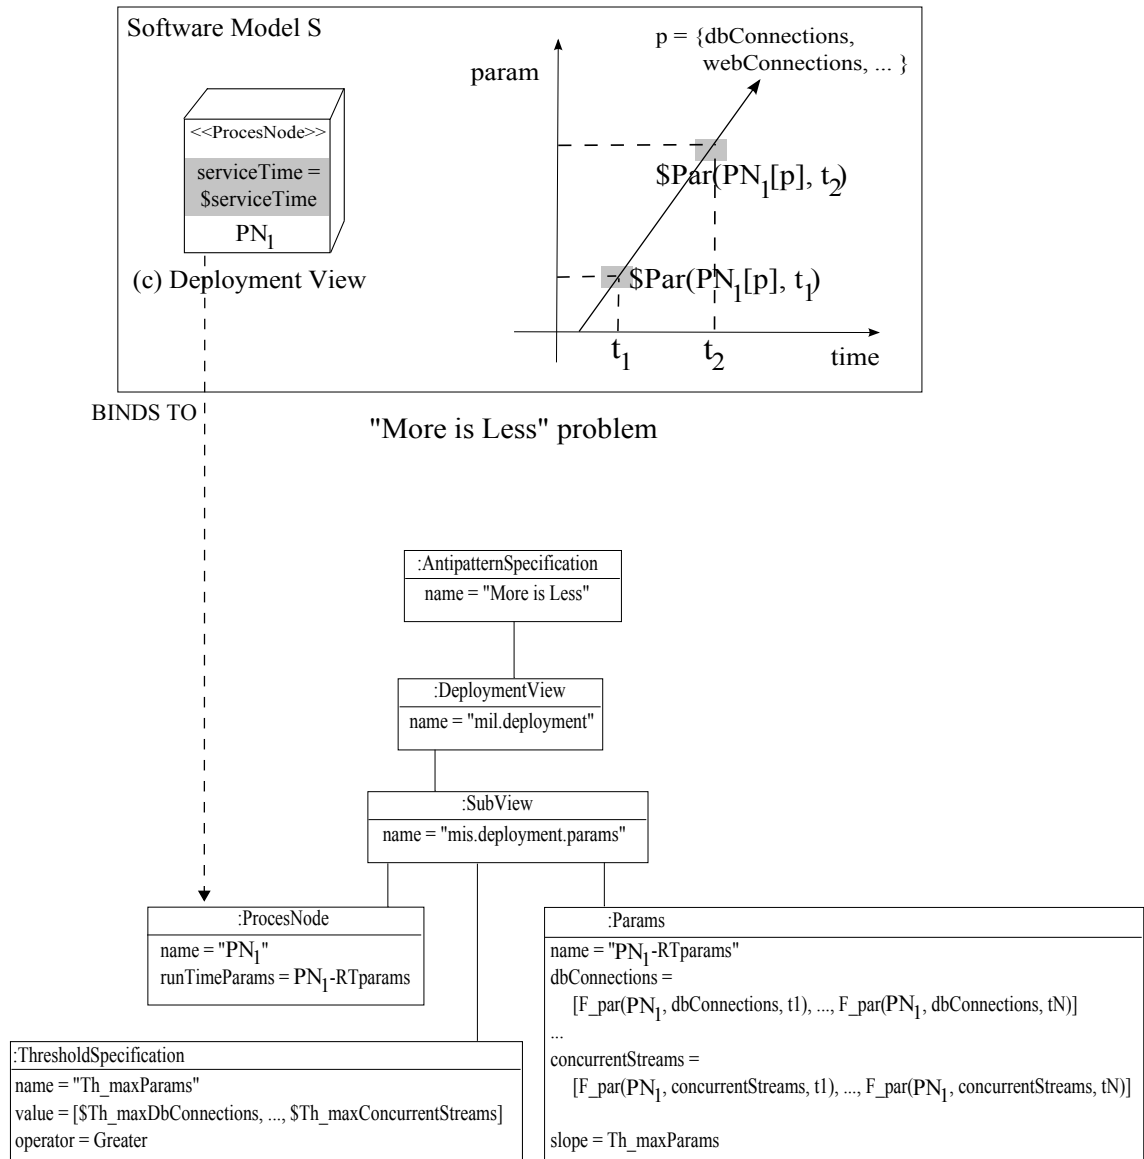 Software Model S
p = {dbConnections,
webConnections, ... }
param
<<ProcesNode>>
serviceTime =
$serviceTime
PN1
$Par(PN1[p], t2)
(c) Deployment View
$Par(PN1[p], t1)
t1
t2
time
BINDS TO
"More is Less" problem
:AntipatternSpecification
name = "More is Less"
:DeploymentView
name = "mil.deployment"
:SubView
name = "mis.deployment.params"
:ProcesNode
name = "PN1"
runTimeParams = PN1-RTparams
:Params
name = "PN1-RTparams"
dbConnections =
[F_par(PN1, dbConnections, t1), ..., F_par(PN1, dbConnections, tN)]
...
concurrentStreams =
[F_par(PN1, concurrentStreams, t1), ..., F_par(PN1, concurrentStreams, tN)]
slope = Th_maxParams
:ThresholdSpecification
name = "Th_maxParams"
value = [$Th_maxDbConnections, ..., $Th_maxConcurrentStreams]
operator = Greater